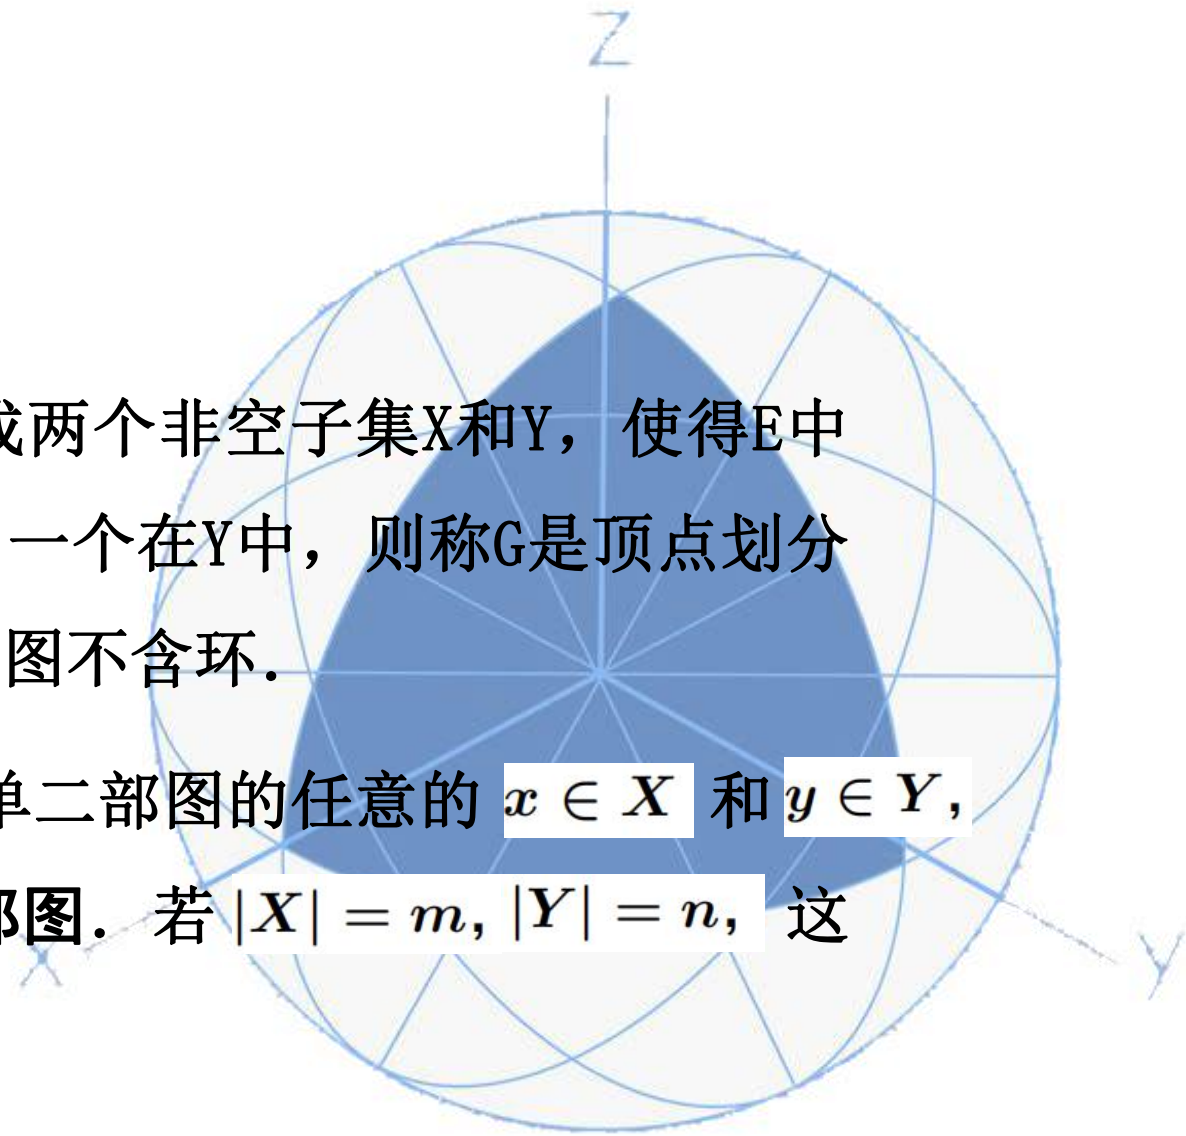 Z
成两个非空子集X和Y，使得E中
一个在Y中，则称G是顶点划分
图不含环．
单二部图的任意的 x ∈ X 和 y ∈ Y,
部图．若 |X| = m, |Y| = n, 这
X Y